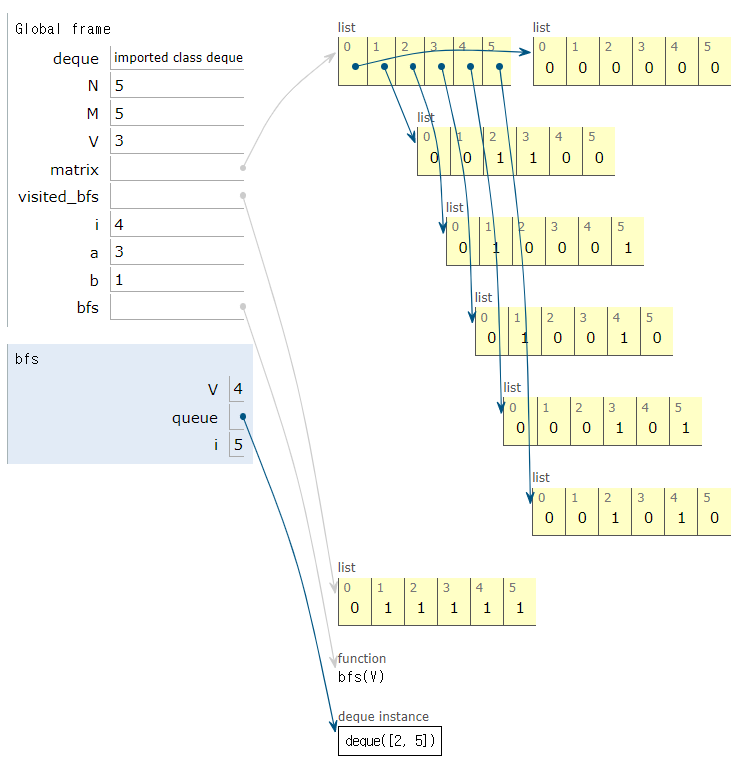 Global frame
deque imported class deque
N 5
M 5
V 3
matrix
visited_bfs
i 4
a 3
b 1
bfs
bfs
V 4
queue
i 5
list
0 1 2 3 4 5
list
0 1 2 3 4 5
0 0 0 0 0 0
list
0 1 2 3 4 5
0 0 1 1 0 0
list
0 1 2 3 4 5
0 1 0 0 0 1
list
0 1 2 3 4 5
0 1 0 0 1 0
list
0 1 2 3 4 5
0 0 0 1 0 1
list
0 1 2 3 4 5
0 0 1 0 1 0
list
0 1 2 3 4 5
0 1 1 1 1 1
function
bfs(V)
deque instance
deque([2, 5])